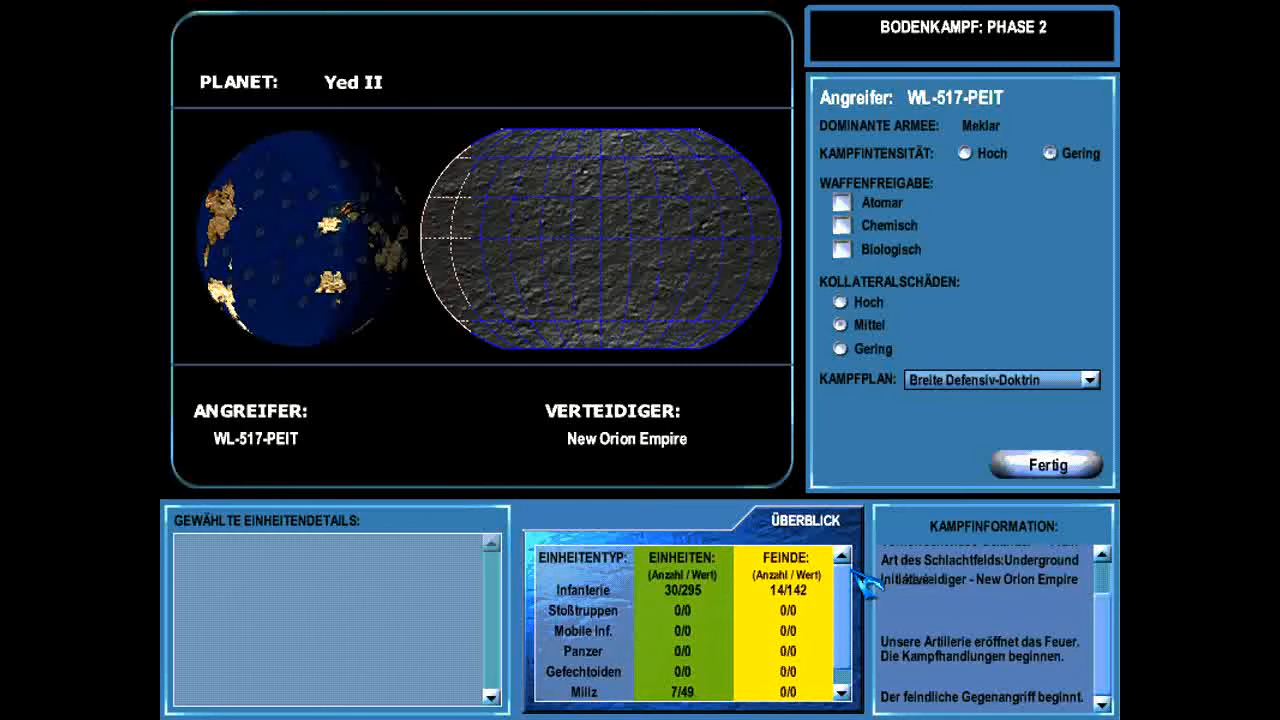 PLANET: Yed II
ANGREIFER: VERTEIDIGER:
WL-517-PEIT New Orion Empire
BODENKAMPF: PHASE 2
Angreifer: WL-517-PEIT
DOMINANTE ARMEE: Meklar
KAMPFINTENSITÄT: Hoch Gering
WAFFENFREIGABE:
Atomar
Chemisch
Biologisch
KOLLATERALSCHÄDEN:
Hoch
Mittel
Gering
KAMPFPLAN: Breite Defensiv-Doktrin
Fertig
GEWÄHLTE EINHEITENDETAILS:
ÜBERBLICK
EINHEITENTYP: EINHEITEN: FEINDE:
(Anzahl / Wert) (Anzahl / Wert)
Infanterie 30/295 14/142
Stoßtruppen 0/0 0/0
Mobile Inf. 0/0 0/0
Panzer 0/0 0/0
Gefechtoiden 0/0 0/0
Miliz 7/49 0/0
KAMPFINFORMATION:
Art des Schlachtfelds:Underground
- New Orion Empire
Unsere Artillerie eröffnet das Feuer.
Die Kampfhandlungen beginnen.
Der feindliche Gegenangriff beginnt.